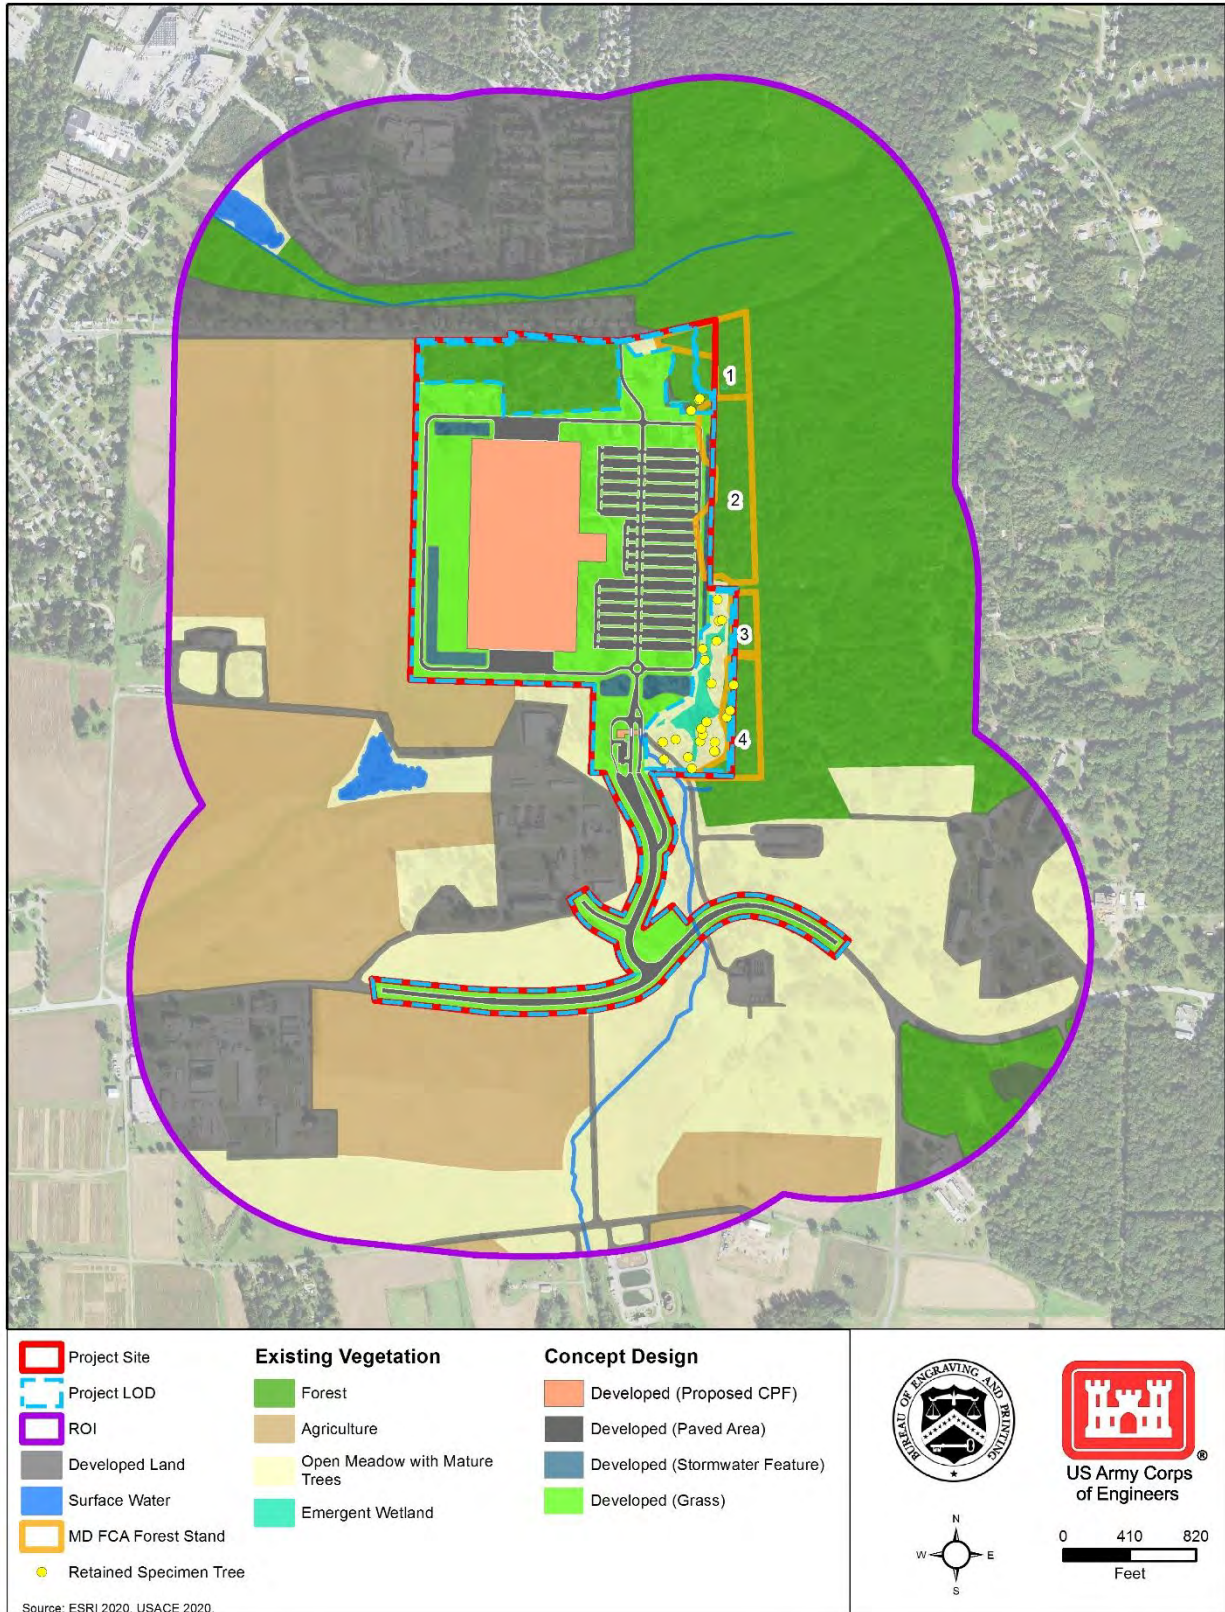 1
2
3
4
Project Site
Project LOD
ROI
Developed Land
Surface Water
MD FCA Forest Stand
Retained Specimen Tree
Source: ESRI 2020, USACE 2020.
Existing Vegetation
Forest
Agriculture
Open Meadow with Mature
Trees
Emergent Wetland
Concept Design
Developed (Proposed CPF)
Developed (Paved Area)
Developed (Stormwater Feature)
Developed (Grass)
BUREAU OF ENGRAVING AND PRINTING
®
US Army Corps
of Engineers
N
W E
S
0 410 820
Feet